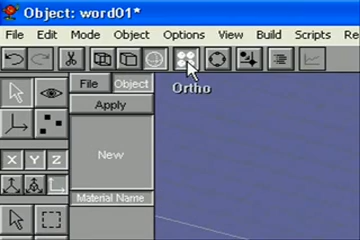 Object: word01*
File Edit Mode Object Options View Build Scripts Re
File Object
Ortho
Apply
New
X Y Z
Material Name